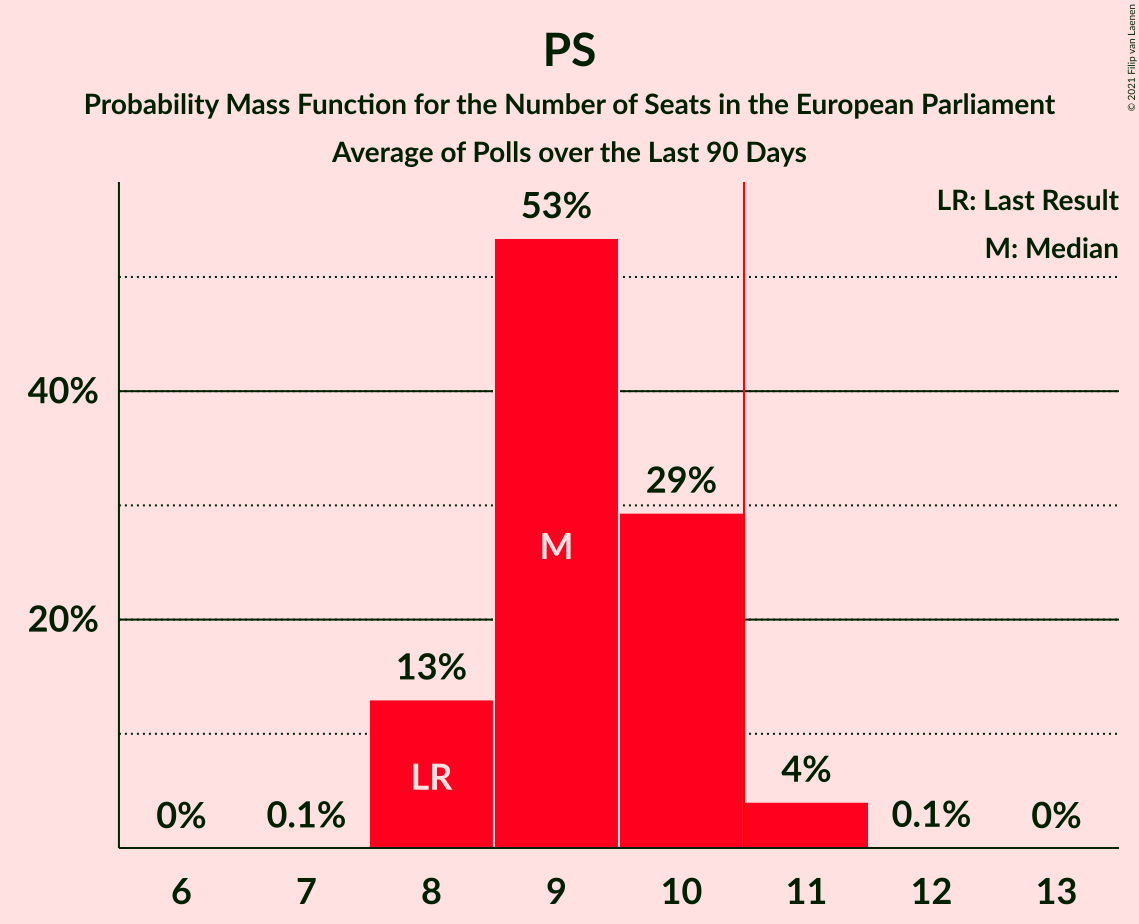 PS
Probability Mass Function for the Number of Seats in the European Parliament
Average of Polls over the Last 90 Days
© 2021 Filip van Laenen
LR: Last Result
M: Median
53%
40%
29%
M
20%
13%
LR
4%
0%
0.1%
0.1%
0%
6 7 8 9 10 11 12 13